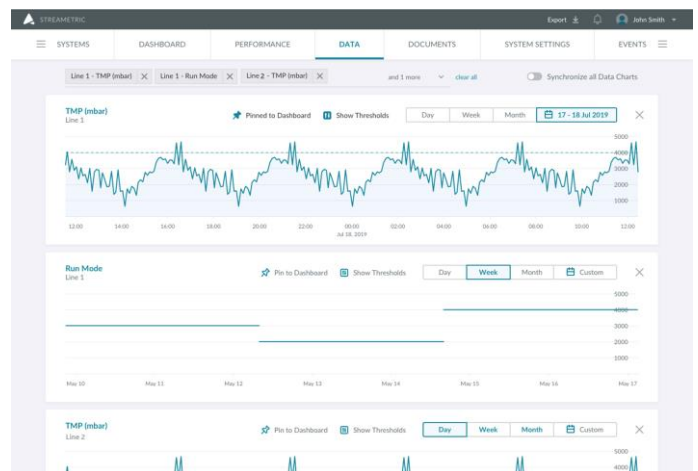 STREAMETRIC Export John Smith
SYSTEMS DASHBOARD PERFORMANCE DATA DOCUMENTS SYSTEM SETTINGS EVENTS
Line 1 - TMP (mbar) Line 1 - Run Mode Line 2 - TMP (mbar) and 1 more clear all Synchronize all Data Charts
TMP (mbar) Pinned to Dashboard Show Thresholds Day Week Month 17 - 18 Jul 2019
Line 1
5000
4000
3000
2000
1000
12:00 14:00 16:00 18:00 20:00 22:00 00:00 02:00 04:00 06:00 08:00 10:00 12:00
Jul 18, 2019
Run Mode Pin to Dashboard Show Thresholds Day Week Month Custom
Line 1
5000
4000
3000
2000
1000
May 10 May 11 May 12 May 13 May 14 May 15 May 16 May 17
TMP (mbar) Pin to Dashboard Show Thresholds Day Week Month Custom
Line 2
5000
4000